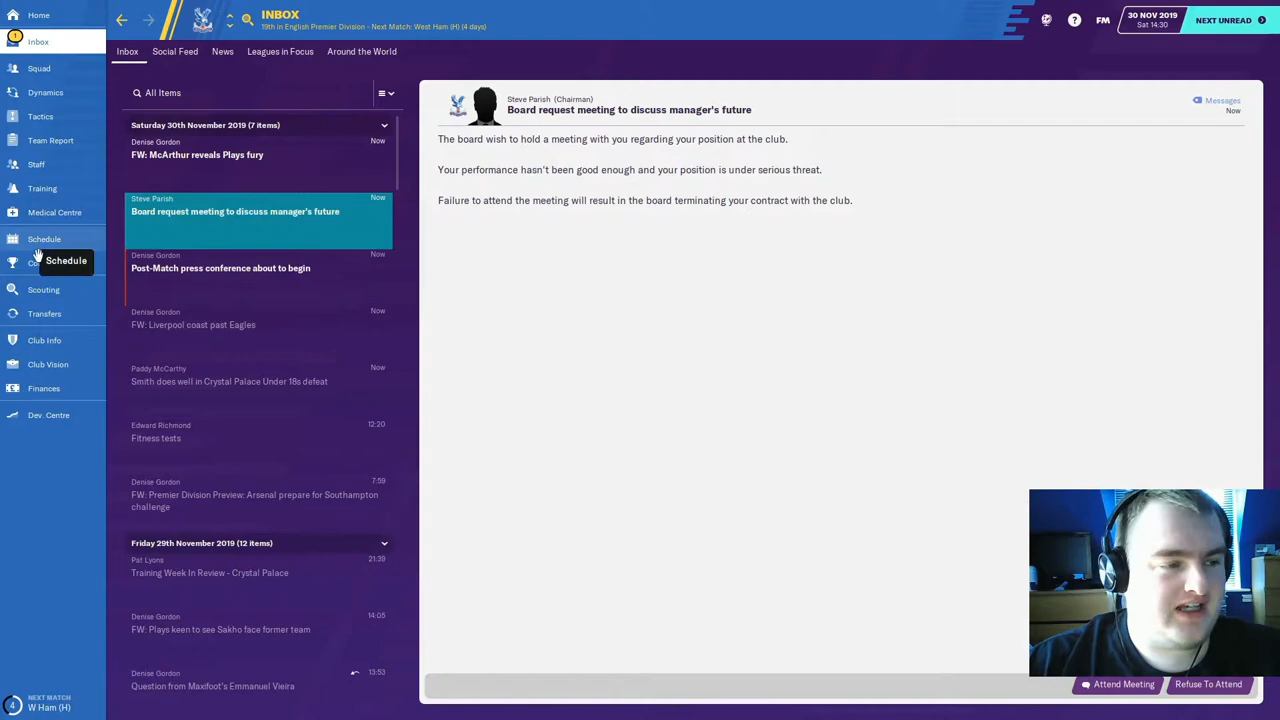 Home
1
Inbox
Squad
Dynamics
Tactics
Team Report
Staff
Training
Medical Centre
Schedule
Schedule
Scouting
Transfers
Club Info
Club Vision
Finances
Dev. Centre
4
NEXT MATCH
W Ham (H)
INBOX
19th in English Premier Division - Next Match: West Ham (H) (4 days)
?
FM
30 NOV 2019
Sat 14:30
NEXT UNREAD
Inbox
Social Feed
News
Leagues in Focus
Around the World
All Items
Saturday 30th November 2019 (7 items)
Denise Gordon
Now
FW: McArthur reveals Plays fury
Steve Parish
Now
Board request meeting to discuss manager's future
Denise Gordon
Now
Post-Match press conference about to begin
Denise Gordon
Now
FW: Liverpool coast past Eagles
Paddy McCarthy
Now
Smith does well in Crystal Palace Under 18s defeat
Edward Richmond
12:20
Fitness tests
Denise Gordon
7:59
FW: Premier Division Preview: Arsenal prepare for Southampton
challenge
Friday 29th November 2019 (12 items)
Pat Lyons
21:39
Training Week In Review - Crystal Palace
Denise Gordon
14:05
FW: Plays keen to see Sakho face former team
Denise Gordon
13:53
Question from Maxifoot's Emmanuel Vieira
Steve Parish (Chairman)
Board request meeting to discuss manager's future
Messages
Now
The board wish to hold a meeting with you regarding your position at the club.
Your performance hasn't been good enough and your position is under serious threat.
Failure to attend the meeting will result in the board terminating your contract with the club.
Attend Meeting
Refuse To Attend